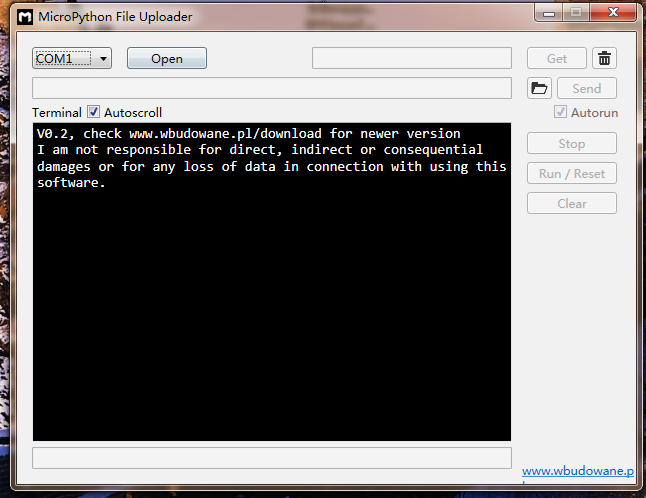 MicroPython File Uploader
COM1
Open
Get
Send
Terminal
Autoscroll
Autorun
V0.2, check www.wbudowane.pl/download for newer version
I am not responsible for direct, indirect or consequential
damages or for any loss of data in connection with using this
software.
Stop
Run / Reset
Clear
www.wbudowane.p